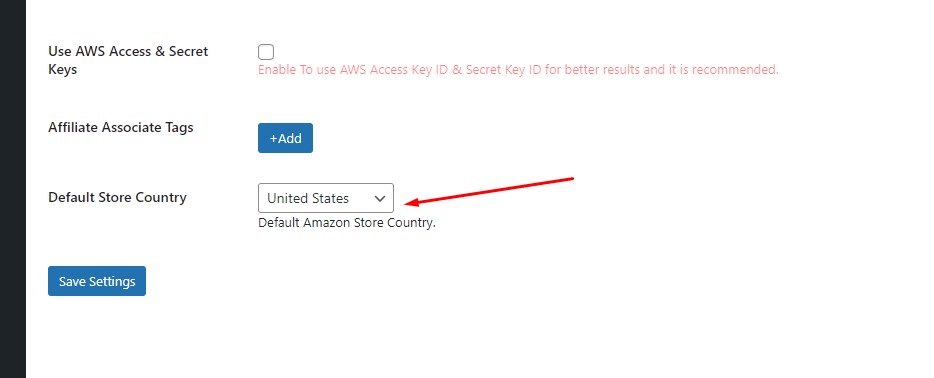 Use AWS Access & Secret
Keys
Enable To use AWS Access Key ID & Secret Key ID for better results and it is recommended.
Affiliate Associate Tags
+Add
Default Store Country
United States
Default Amazon Store Country.
Save Settings